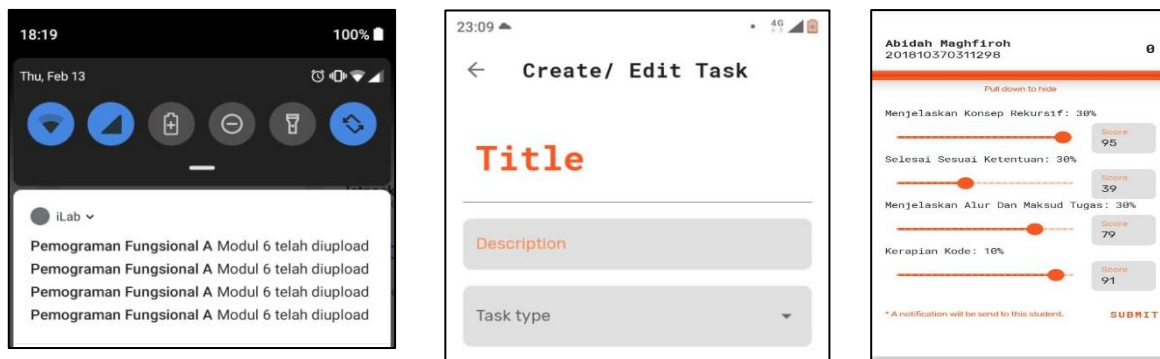 18:19 100%
Thu, Feb 13
iLab
Pemograman Fungsional A Modul 6 telah diupload
Pemograman Fungsional A Modul 6 telah diupload
Pemograman Fungsional A Modul 6 telah diupload
Pemograman Fungsional A Modul 6 telah diupload
23:09 4G
Create/ Edit Task
Title
Description
Task type
Abidah Maghfiroh 0
201810370311298
Pull down to hide
Menjelaskan Konsep Rekursif: 30%
Score
95
Selesai Sesuai Ketentuan: 30%
Score
39
Menjelaskan Alur Dan Maksud Tugas: 30%
Score
79
Kerapian Kode: 10%
Score
91
* A notification will be send to this student. SUBMIT